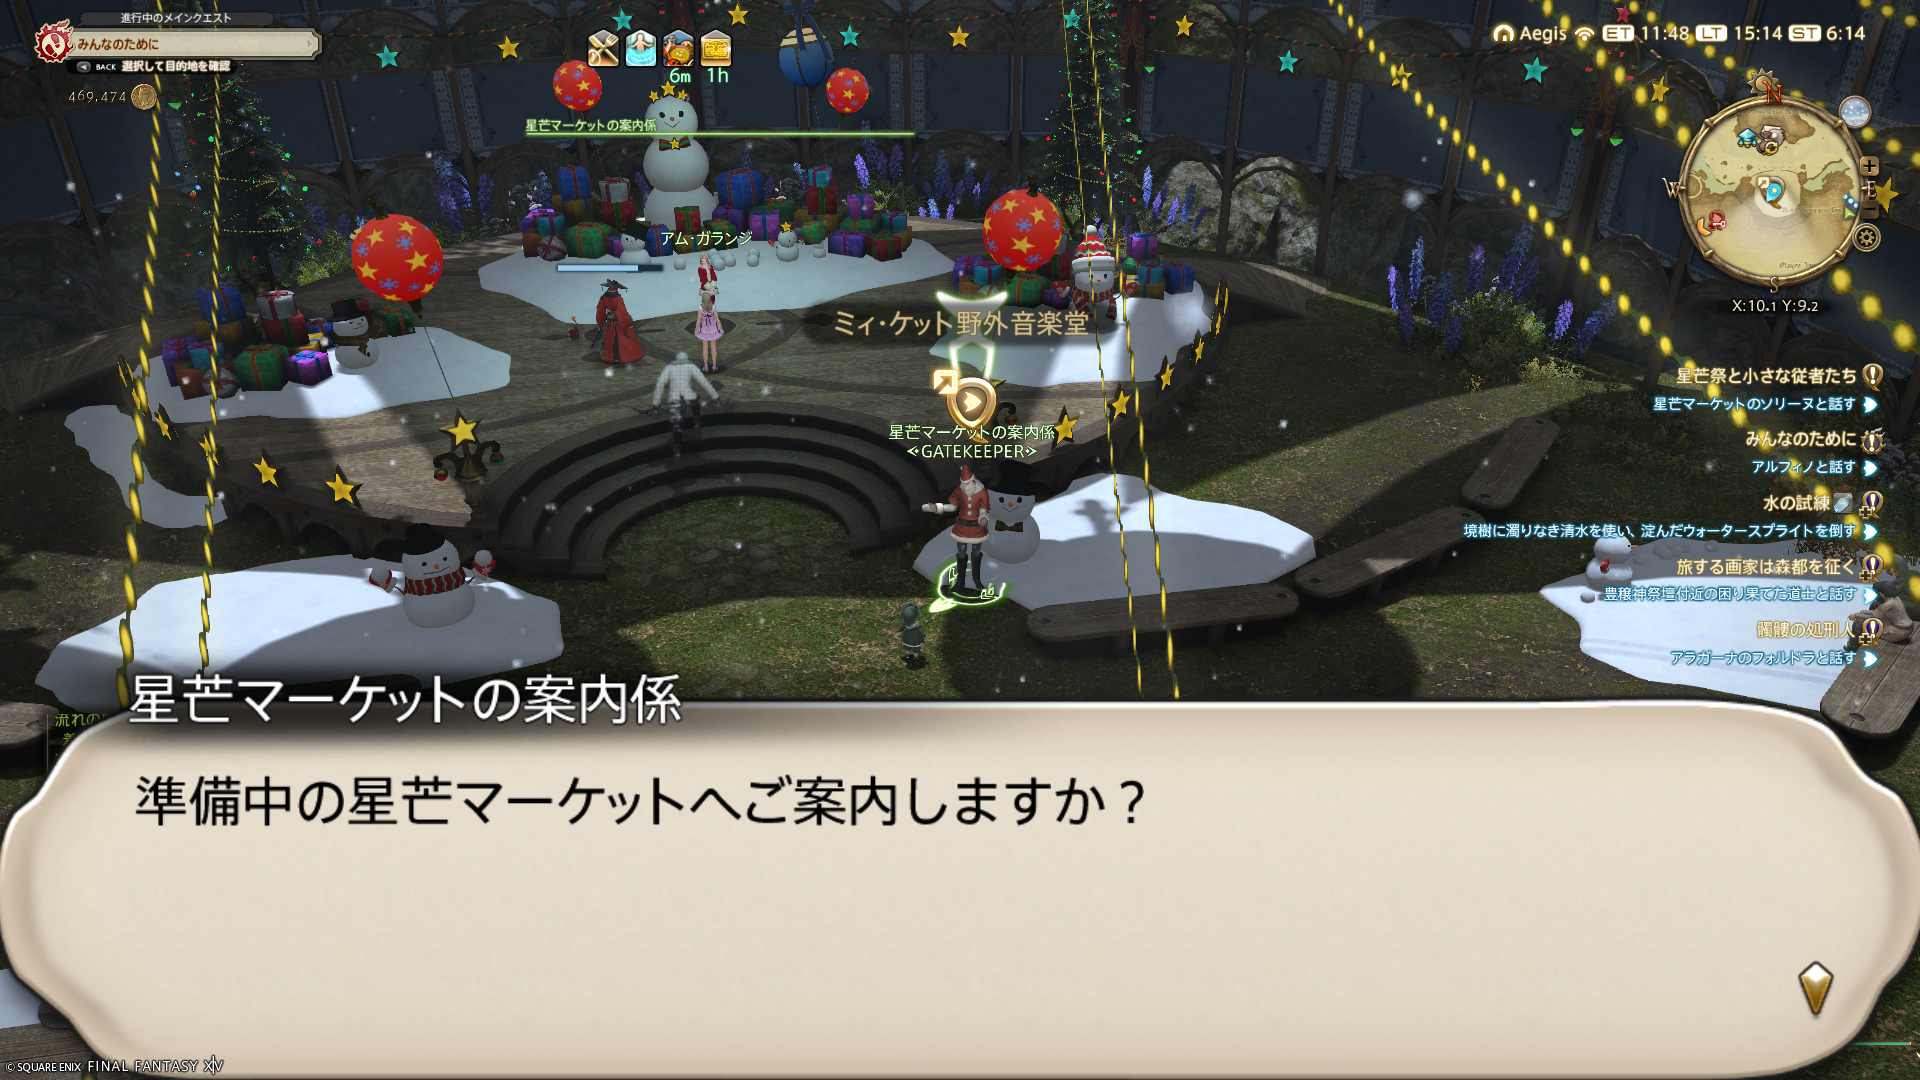 進行中のメインクエスト
みんなのために
BACK 選択して目的地を確認
469,474
6m 1h
Aegis ET 11:48 LT 15:14 ST 6:14
N
W
E
S
X:10.1 Y:9.2
星芒マーケットの案内係
アム・ガランジ
ミィ・ケット野外音楽堂
星芒マーケットの案内係
GATEKEEPER
星芒祭と小さな従者たち
星芒マーケットのソリーヌと話す
みんなのために
アルフィノと話す
水の試練
境樹に濁りなき清水を使い、淀んだウォータースプライトを倒す
旅する画家は森都を征く
豊穣神祭壇付近の困り果てた道士と話す
髑髏の処刑人
アラガーナのフォルドラと話す
流れの
星芒マーケットの案内係
準備中の星芒マーケットへご案内しますか？
© SQUARE ENIX FINAL FANTASY XIV